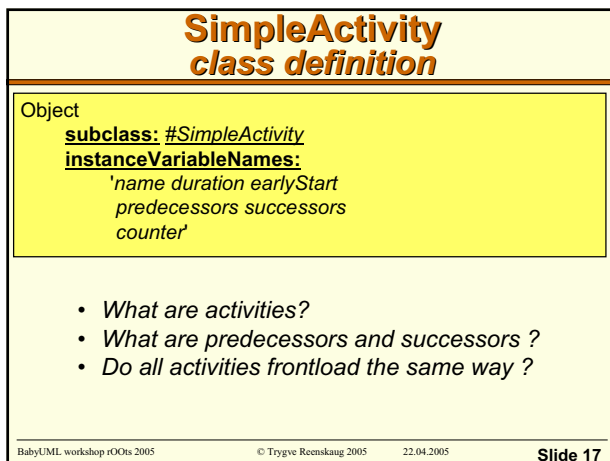 SimpleActivity
class definition
Object
subclass: #SimpleActivity
instanceVariableNames:
'name duration earlyStart
predecessors successors
counter'
• What are activities?
• What are predecessors and successors ?
• Do all activities frontload the same way ?
BabyUML workshop rOOts 2005 © Trygve Reenskaug 2005 22.04.2005 Slide 17